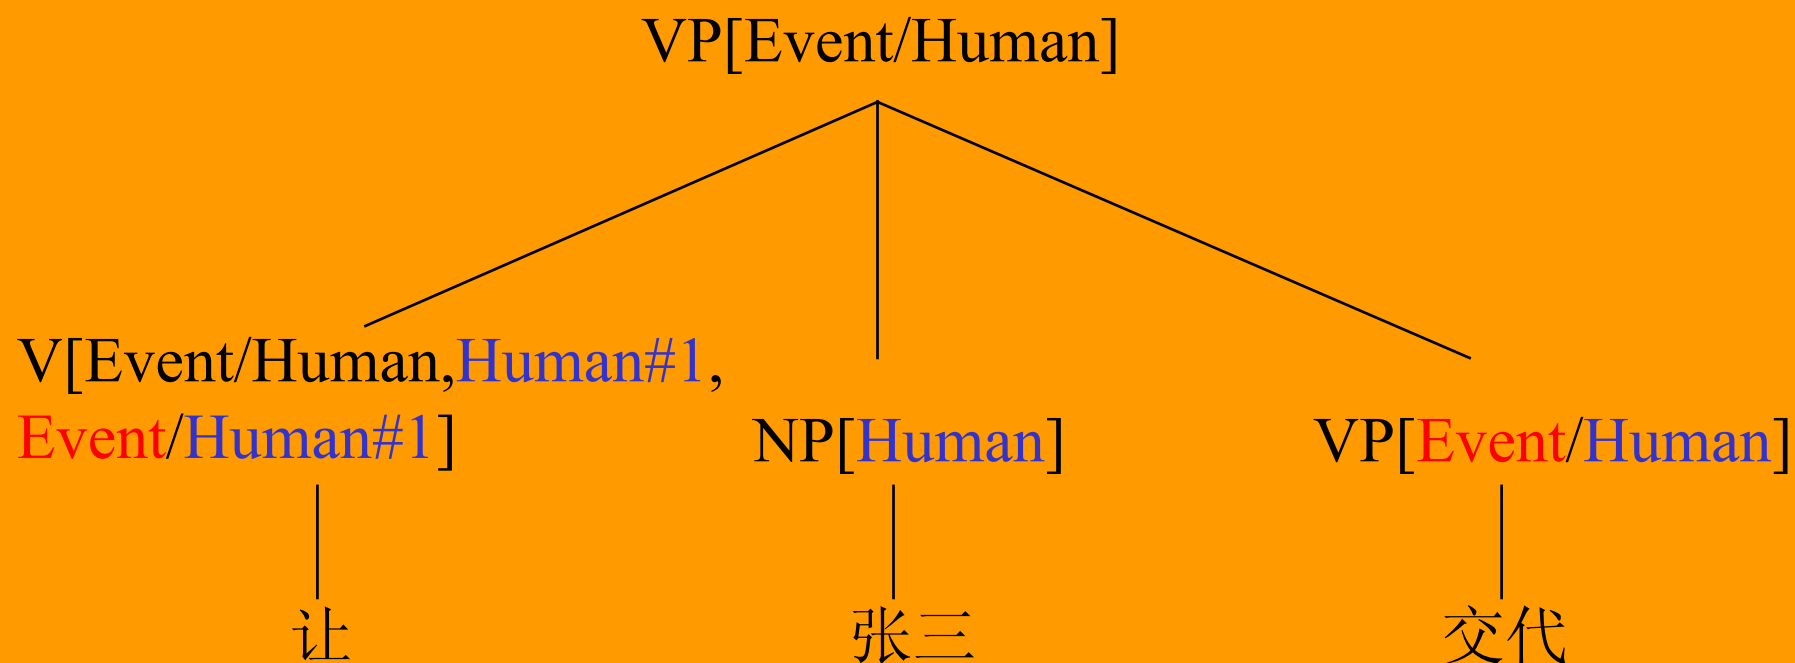 VP[Event/Human]
V[Event/Human,Human#1,
Event/Human#1]
NP[Human]
VP[Event/Human]
让
张三
交代